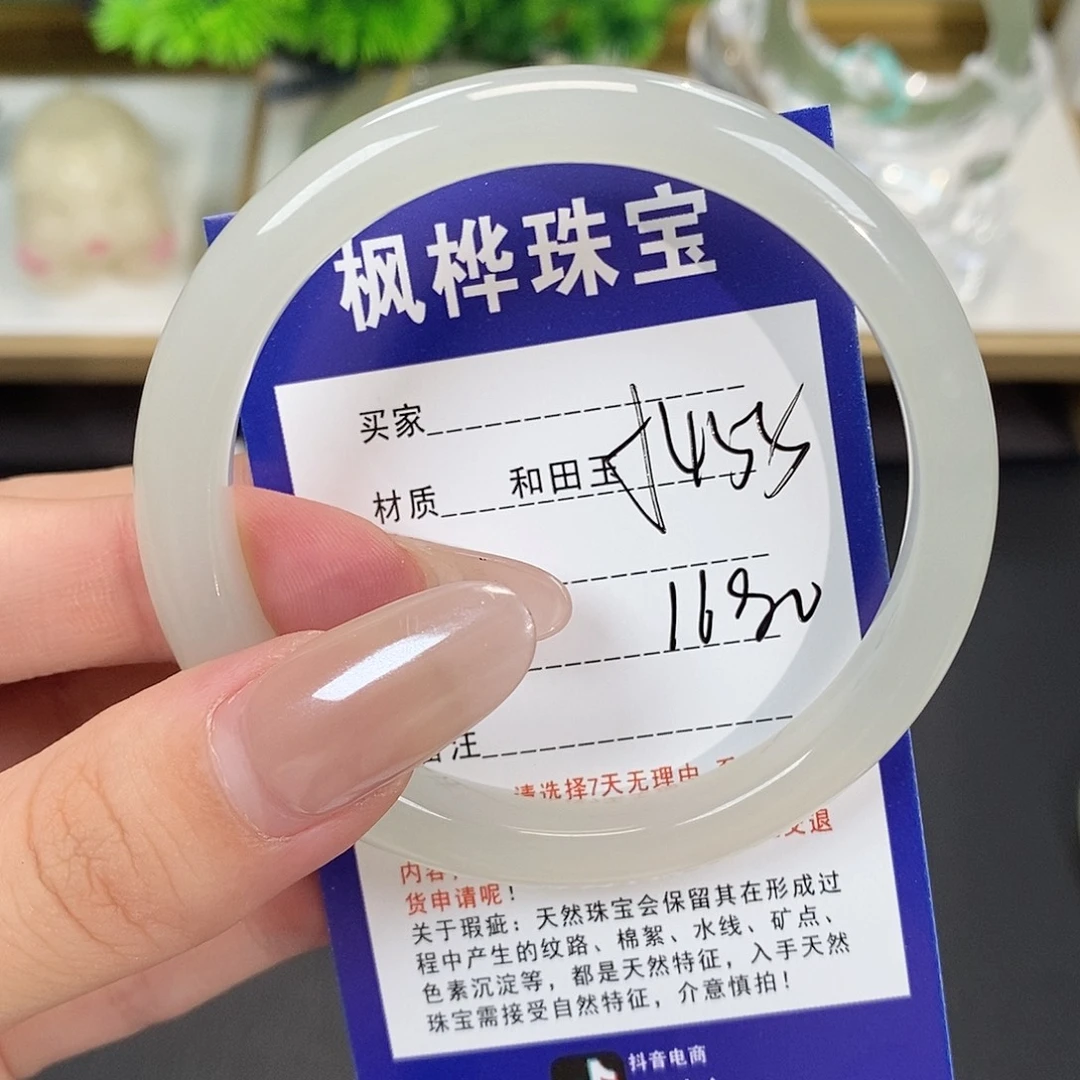 枫桦珠宝
买家
材质 和田玉
1680
备注
请选择7天无理由
交退
内容
货申请呢！
关于瑕疵：天然珠宝会保留其在形成过
程中产生的纹路、棉絮、水线、矿点、
色素沉淀等，都是天然特征，入手天然
珠宝需接受自然特征，介意慎拍！
抖音电商